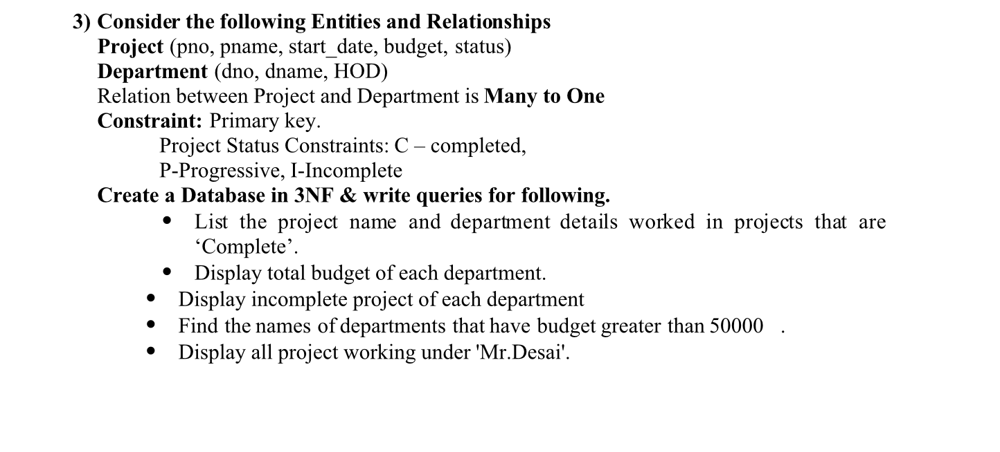 3) Consider the following Entities and Relationships
Project (pno, pname, start_date, budget, status)
Department (dno, dname, HOD)
Relation between Project and Department is Many to One
Constraint: Primary key.
Project Status Constraints: C – completed,
P-Progressive, I-Incomplete
Create a Database in 3NF & write queries for following.
• List the project name and department details worked in projects that are
‘Complete’.
• Display total budget of each department.
• Display incomplete project of each department
• Find the names of departments that have budget greater than 50000 .
• Display all project working under 'Mr.Desai'.